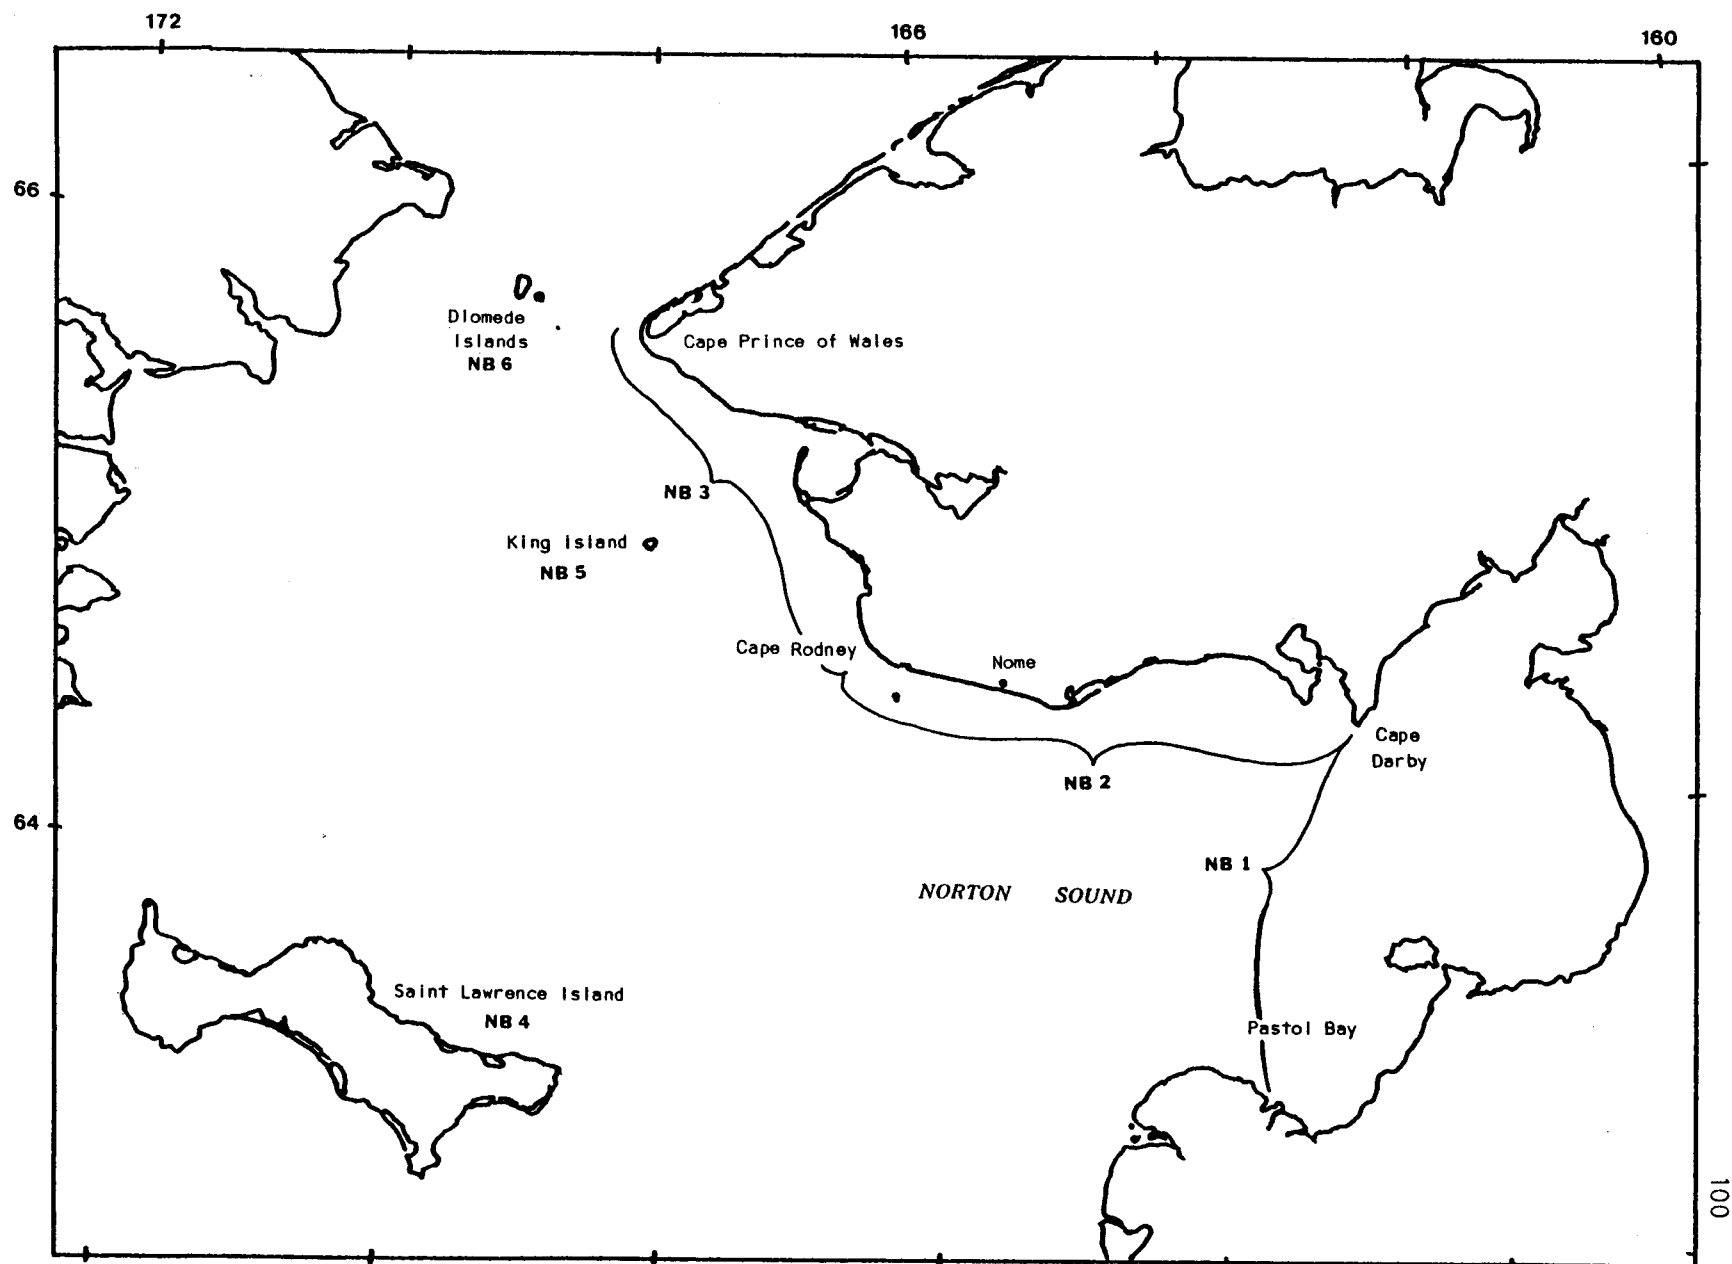 172
166
160
66
Diomede
Islands
NB 6
Cape Prince of Wales
NB 3
King Island
NB 5
Cape Rodney
Nome
Cape
Darby
NB 2
64
NB 1
NORTON SOUND
Saint Lawrence Island
NB 4
Pastol Bay
100